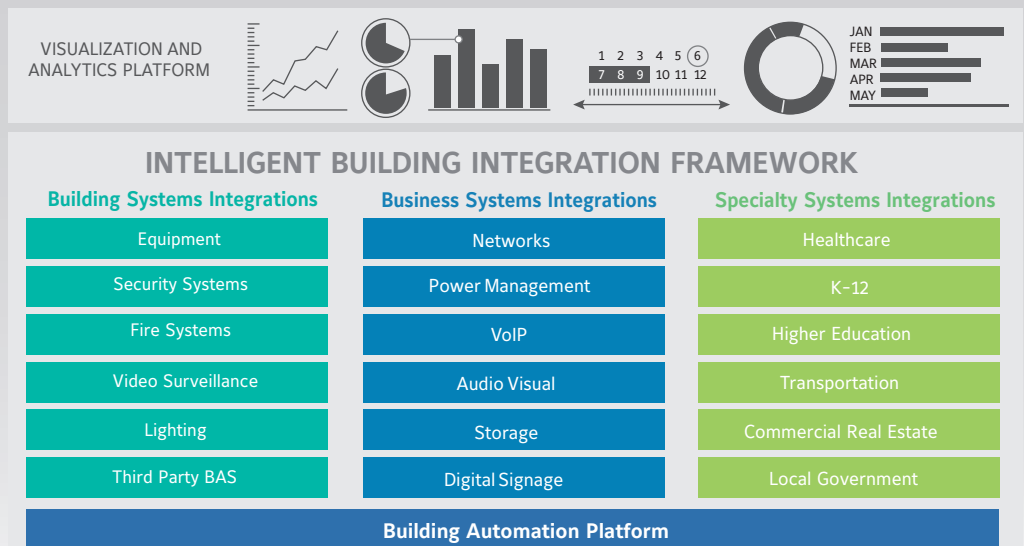 VISUALIZATION AND
ANALYTICS PLATFORM
1 2 3 4 5 6
7 8 9 10 11 12
JAN
FEB
MAR
APR
MAY
INTELLIGENT BUILDING INTEGRATION FRAMEWORK
Building Systems Integrations
Equipment
Security Systems
Fire Systems
Video Surveillance
Lighting
Third Party BAS
Business Systems Integrations
Networks
Power Management
VoIP
Audio Visual
Storage
Digital Signage
Specialty Systems Integrations
Healthcare
K-12
Higher Education
Transportation
Commercial Real Estate
Local Government
Building Automation Platform